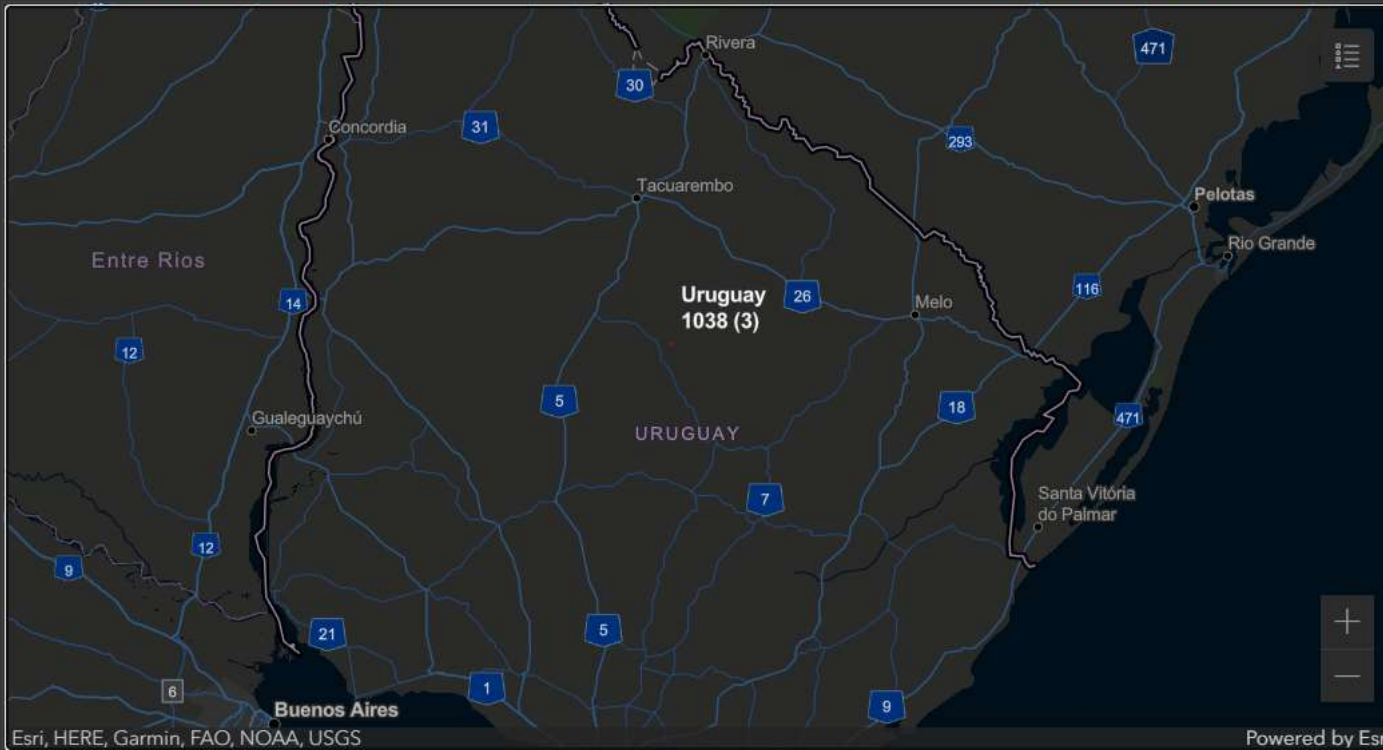 Rivera
471
30
Concordia
31
293
Tacuarembo
Pelotas
Rio Grande
Entre Rios
14
Uruguay
1038 (3)
26
116
Melo
12
5
18
471
Gualeguaychú
URUGUAY
7
Santa Vitória
do Palmar
12
9
21
5
6
1
9
Buenos Aires
Esri, HERE, Garmin, FAO, NOAA, USGS
Powered by Esri